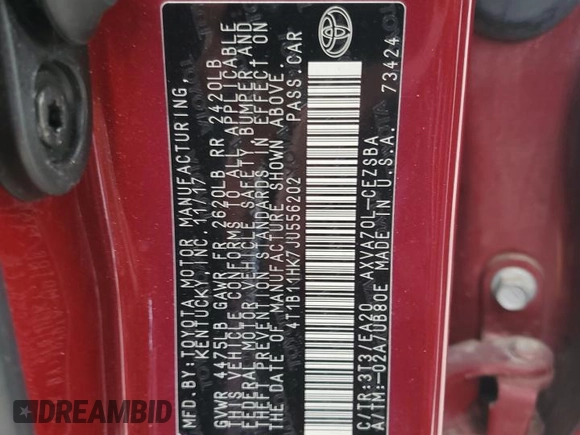 MFD.BY:TOYOTA MOTOR MANUFACTURING.
KENTUCKY, INC. 11/17
GVWR 4475LB GAWR FR 2620LB RR 2420LB
THIS VEHICLE CONFORMS TO ALL APPLICABLE
FEDERAL MOTOR VEHICLE SAFETY BUMPER, AND
THEFT PREVENTION STANDARDS IN EFFECT ON
THE DATE OF MANUFACTURE SHOWN ABOVE.
4T1B11HK7JU556202 PASS.CAR
C/TR:3T3/FA20 AXVA70L-CEZSBA
A/TM:-02A/UB80E MADE IN U.S.A. 73424
DREAMBID